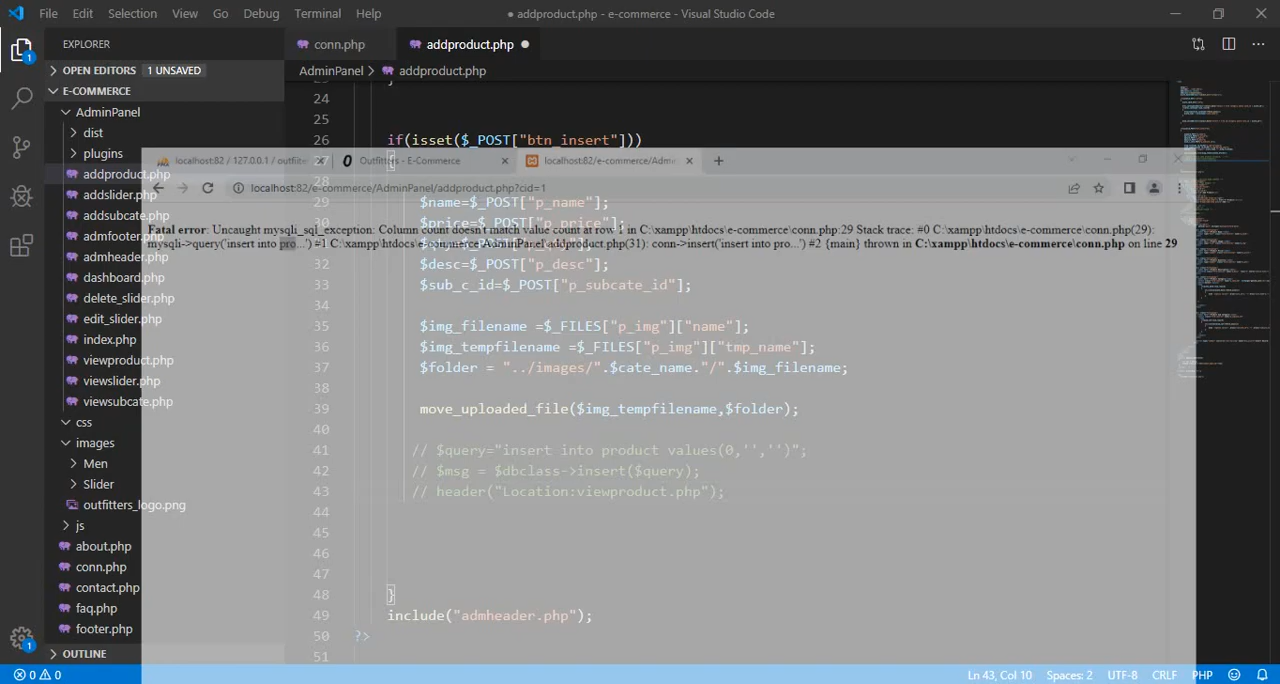 File Edit Selection View Go Debug Terminal Help
● addproduct.php - e-commerce - Visual Studio Code
EXPLORER
conn.php
addproduct.php
OPEN EDITORS 1 UNSAVED
AdminPanel > addproduct.php
E-COMMERCE
AdminPanel
dist
plugins
addproduct.php
addslider.php
addsubcate.php
admfooter.php
admheader.php
dashboard.php
delete_slider.php
edit_slider.php
index.php
viewproduct.php
viewslider.php
viewsubcate.php
css
images
Men
Slider
outfitters_logo.png
js
about.php
conn.php
contact.php
faq.php
footer.php
OUTLINE
24
25
26 if(isset($_POST["btn_insert"]))
localhost:82 / 127.0.0.1 / outfitte
Outfitters - E-Commerce
localhost:82/e-commerce/Admi
localhost:82/e-commerce/AdminPanel/addproduct.php?cid=1
28
$name=$_POST["p_name"];
30 $price=$_POST["p_price"];
Fatal error: Uncaught mysqli_sql_exception: Column count doesn't match value count at row 1 in C:\xampp\htdocs\e-commerce\conn.php:29 Stack trace: #0 C:\xampp\htdocs\e-commerce\conn.php(29):
mysqli->query('insert into pro...') #1 C:\xampp\htdocs\e-commerce\AdminPanel\addproduct.php(31): conn->insert('insert into pro...') #2 {main} thrown in C:\xampp\htdocs\e-commerce\conn.php on line 29
32 $desc=$_POST["p_desc"];
33 $sub_c_id=$_POST["p_subcate_id"];
34
35 $img_filename =$_FILES["p_img"]["name"];
36 $img_tempfilename =$_FILES["p_img"]["tmp_name"];
37 $folder = "../images/".$cate_name."/".$img_filename;
38
39 move_uploaded_file($img_tempfilename,$folder);
40
41 // $query="insert into product values(0,'','')";
42 // $msg = $dbclass->insert($query);
43 // header("Location:viewproduct.php");
44
45
46
47
48 }
49 include("admheader.php");
50 ?>
51
0 0
Ln 43, Col 10 Spaces: 2 UTF-8 CRLF PHP